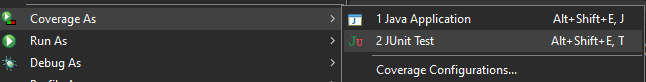 Coverage As
Run As
Debug As
1 Java Application Alt+Shift+E, J
2 JUnit Test Alt+Shift+E, T
Coverage Configurations...